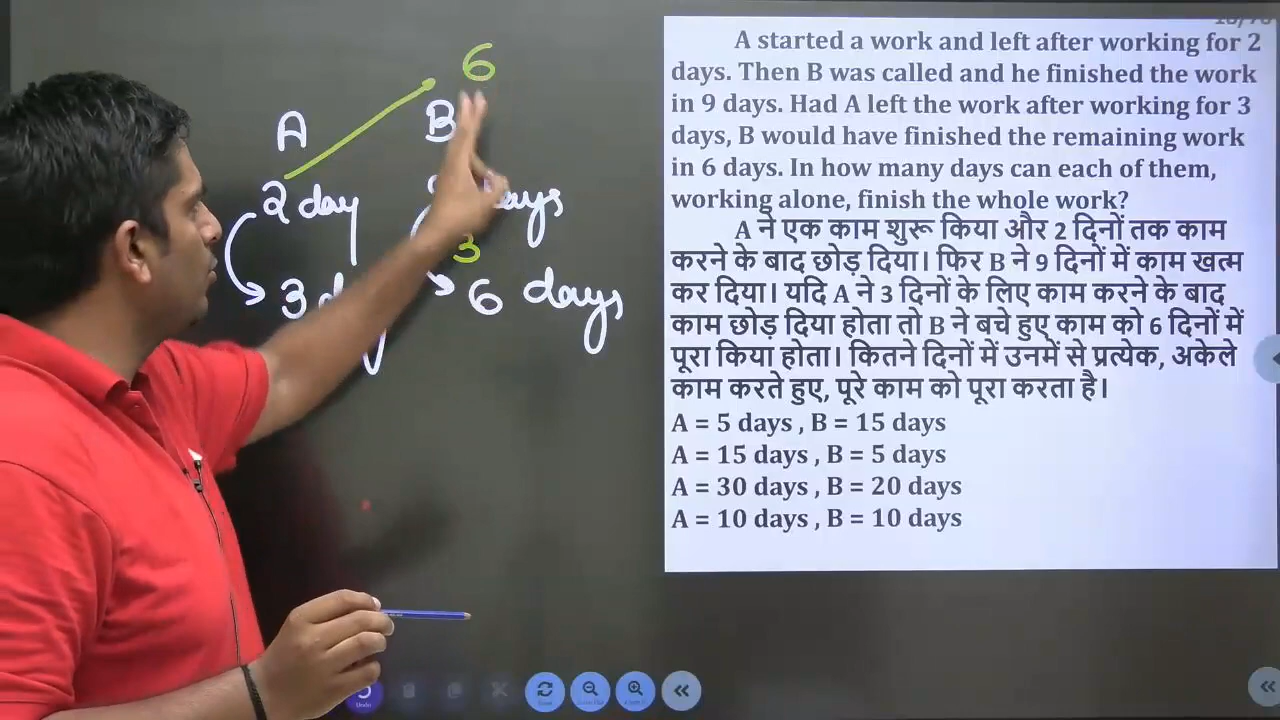 A started a work and left after working for 2
days. Then B was called and he finished the work
in 9 days. Had A left the work after working for 3
days, B would have finished the remaining work
in 6 days. In how many days can each of them,
working alone, finish the whole work?
A ने एक काम शुरू किया और 2 दिनों तक काम
करने के बाद छोड़ दिया। फिर B ने 9 दिनों में काम खत्म
कर दिया। यदि A ने 3 दिनों के लिए काम करने के बाद
काम छोड़ दिया होता तो B ने बचे हुए काम को 6 दिनों में
पूरा किया होता। कितने दिनों में उनमें से प्रत्येक, अकेले
काम करते हुए, पूरे काम को पूरा करता है।
A = 5 days , B = 15 days
A = 15 days , B = 5 days
A = 30 days , B = 20 days
A = 10 days , B = 10 days
6
A B
2 day
3
3 6 days
Undo